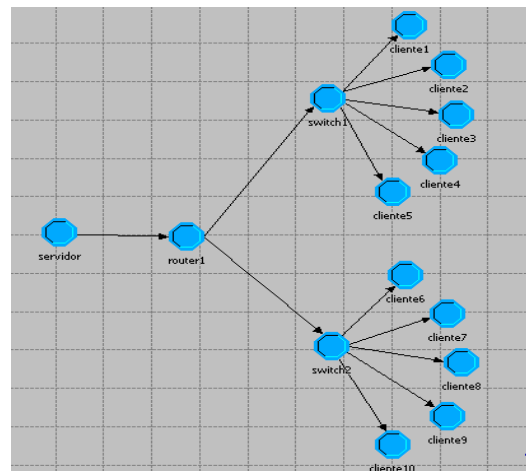 cliente1
cliente2
switch1
cliente3
cliente4
cliente5
servidor
router1
cliente6
cliente7
switch2
cliente8
cliente9
cliente10